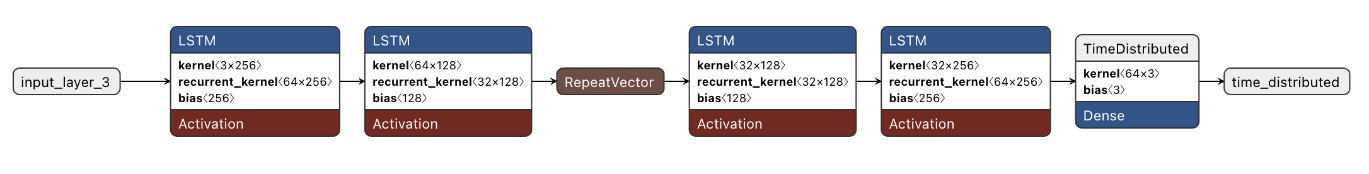 input_layer_3
LSTM
kernel⟨3×256⟩
recurrent_kernel⟨64×256⟩
bias⟨256⟩
Activation
LSTM
kernel⟨64×128⟩
recurrent_kernel⟨32×128⟩
bias⟨128⟩
Activation
RepeatVector
LSTM
kernel⟨32×128⟩
recurrent_kernel⟨32×128⟩
bias⟨128⟩
Activation
LSTM
kernel⟨32×256⟩
recurrent_kernel⟨64×256⟩
bias⟨256⟩
Activation
TimeDistributed
kernel⟨64×3⟩
bias⟨3⟩
Dense
time_distributed